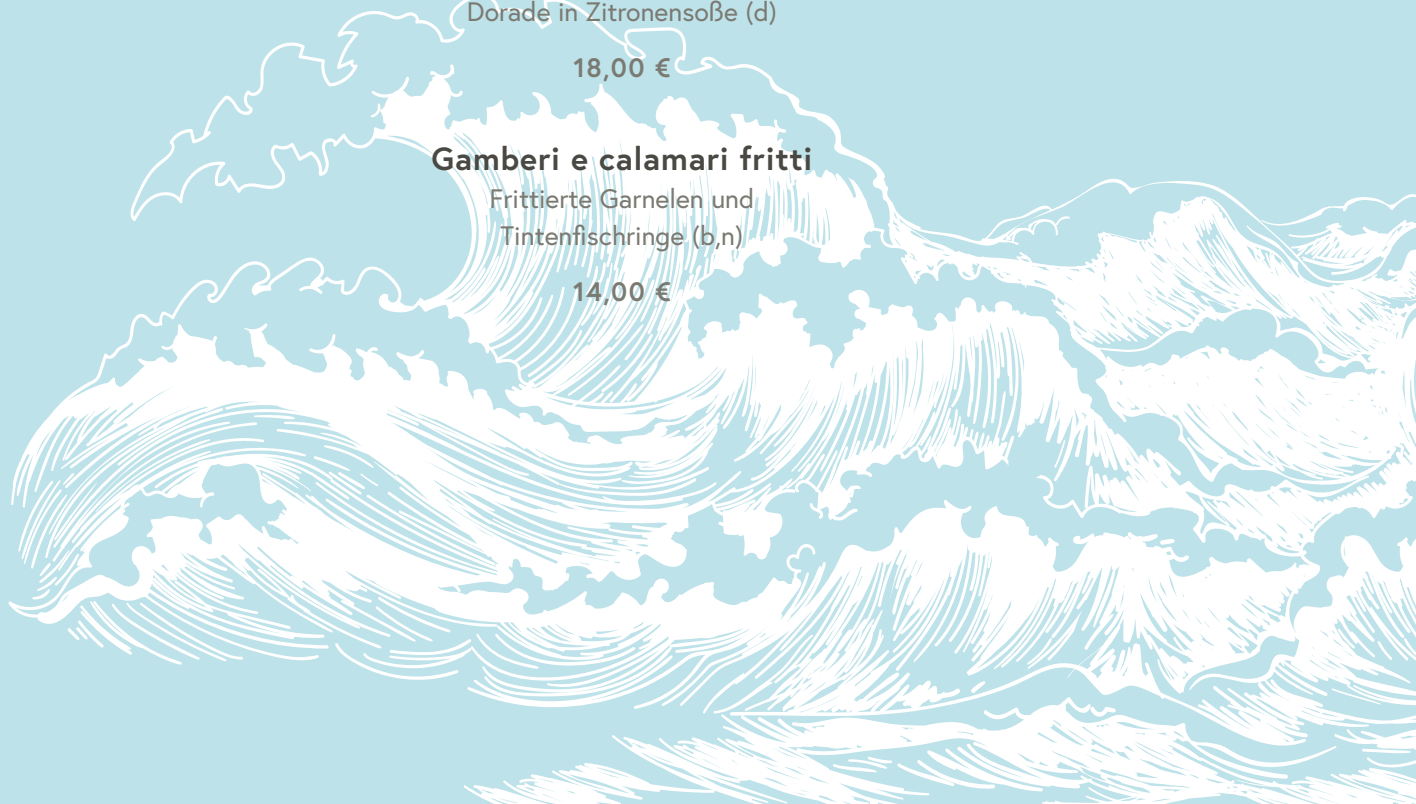 Dorade in Zitronensoße (d)
18,00 €
Gamberi e calamari fritti
Frittierte Garnelen und
Tintenfischringe (b,n)
14,00 €